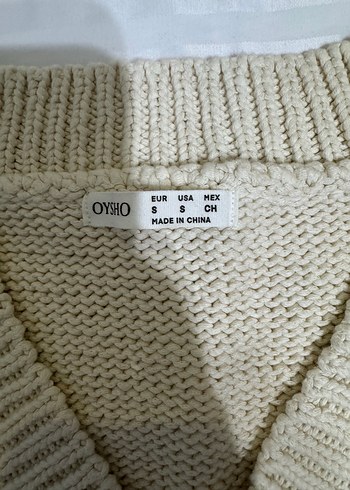 OYSHO
EUR USA MEX
S S CH
MADE IN CHINA